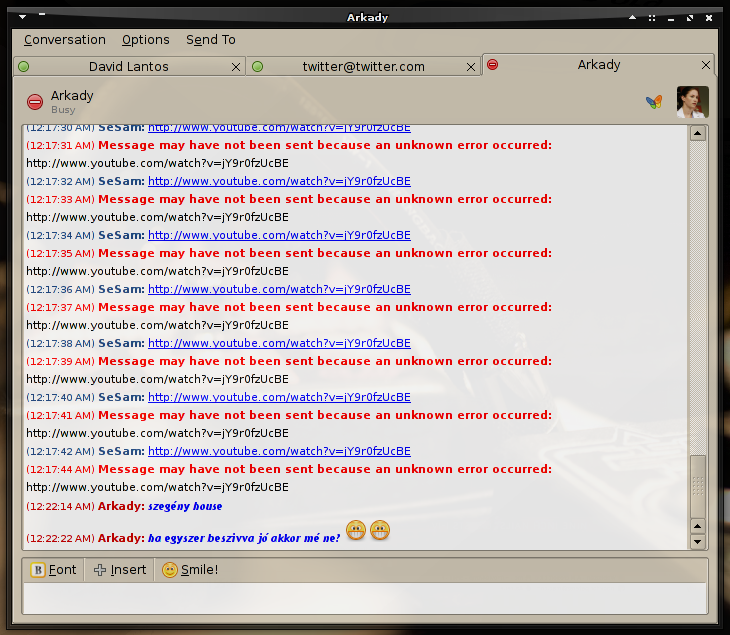 Arkady
Conversation Options Send To
David Lantos twitter@twitter.com Arkady
Arkady
Busy
(12:17:30 AM) SeSam: http://www.youtube.com/watch?v=jY9r0fzUcBE
(12:17:31 AM) Message may have not been sent because an unknown error occurred:
http://www.youtube.com/watch?v=jY9r0fzUcBE
(12:17:32 AM) SeSam: http://www.youtube.com/watch?v=jY9r0fzUcBE
(12:17:33 AM) Message may have not been sent because an unknown error occurred:
http://www.youtube.com/watch?v=jY9r0fzUcBE
(12:17:34 AM) SeSam: http://www.youtube.com/watch?v=jY9r0fzUcBE
(12:17:35 AM) Message may have not been sent because an unknown error occurred:
http://www.youtube.com/watch?v=jY9r0fzUcBE
(12:17:36 AM) SeSam: http://www.youtube.com/watch?v=jY9r0fzUcBE
(12:17:37 AM) Message may have not been sent because an unknown error occurred:
http://www.youtube.com/watch?v=jY9r0fzUcBE
(12:17:38 AM) SeSam: http://www.youtube.com/watch?v=jY9r0fzUcBE
(12:17:39 AM) Message may have not been sent because an unknown error occurred:
http://www.youtube.com/watch?v=jY9r0fzUcBE
(12:17:40 AM) SeSam: http://www.youtube.com/watch?v=jY9r0fzUcBE
(12:17:41 AM) Message may have not been sent because an unknown error occurred:
http://www.youtube.com/watch?v=jY9r0fzUcBE
(12:17:42 AM) SeSam: http://www.youtube.com/watch?v=jY9r0fzUcBE
(12:17:44 AM) Message may have not been sent because an unknown error occurred:
http://www.youtube.com/watch?v=jY9r0fzUcBE
(12:22:14 AM) Arkady: szegény house
(12:22:22 AM) Arkady: ha egyszer beszivva jó akkor mé ne?
B Font Insert Smile!